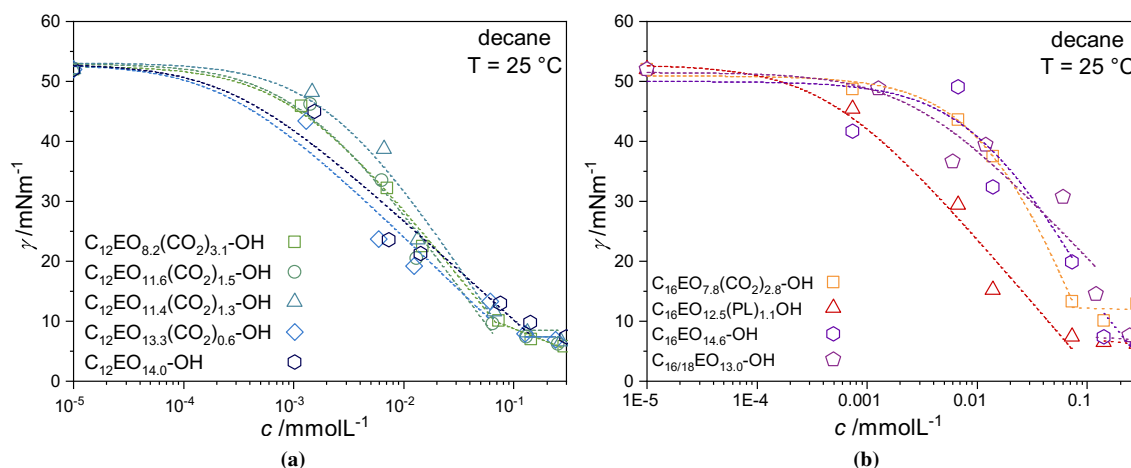 60
50
40
30
20
10
0
γ/mNm⁻¹
decane
T = 25 °C
C₁₂EO₈.₂(CO₂)₃.₁-OH
C₁₂EO₁₁.₆(CO₂)₁.₅-OH
C₁₂EO₁₁.₄(CO₂)₁.₃-OH
C₁₂EO₁₃.₃(CO₂)₀.₆-OH
C₁₂EO₁₄.₀-OH
10⁻⁵ 10⁻⁴ 10⁻³ 10⁻² 10⁻¹
c /mmolL⁻¹
(a)
60
50
40
30
20
10
0
γ/mNm⁻¹
decane
T = 25 °C
C₁₆EO₇.₈(CO₂)₂.₈-OH
C₁₆EO₁₂.₅(PL)₁.₁OH
C₁₆EO₁₄.₆-OH
C₁₆/₁₈EO₁₃.₀-OH
1E-5 1E-4 0.001 0.01 0.1
c /mmolL⁻¹
(b)